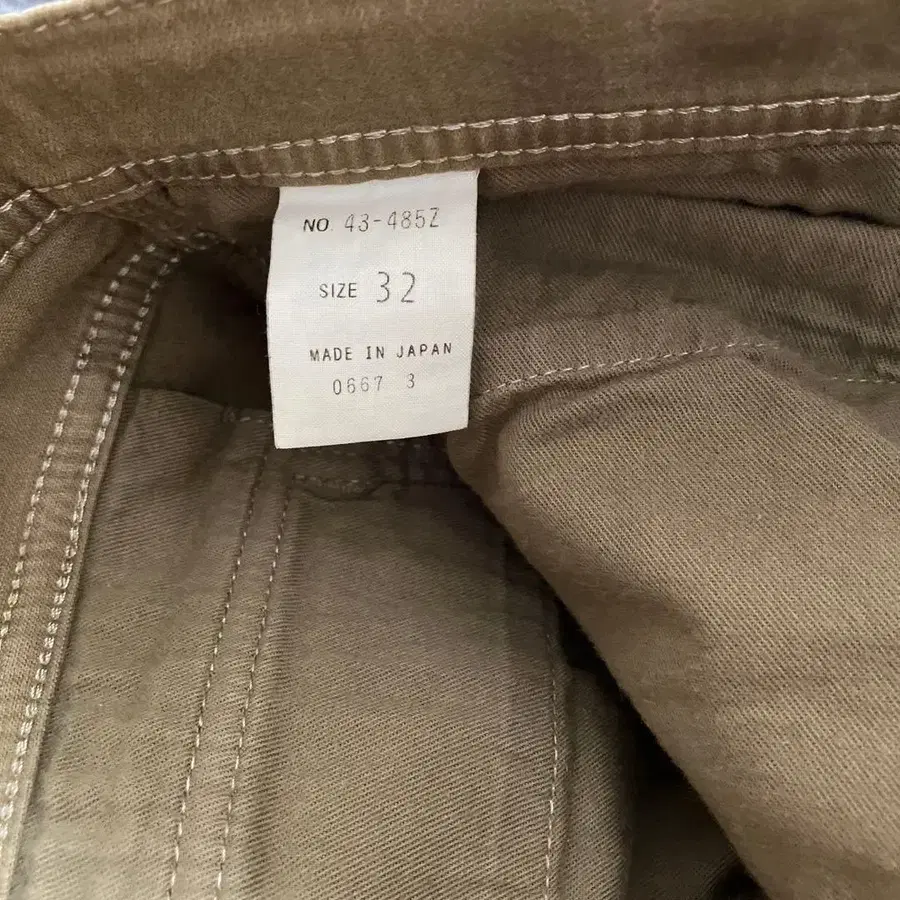 NO. 43-485Z
SIZE 32
MADE IN JAPAN
0667 3